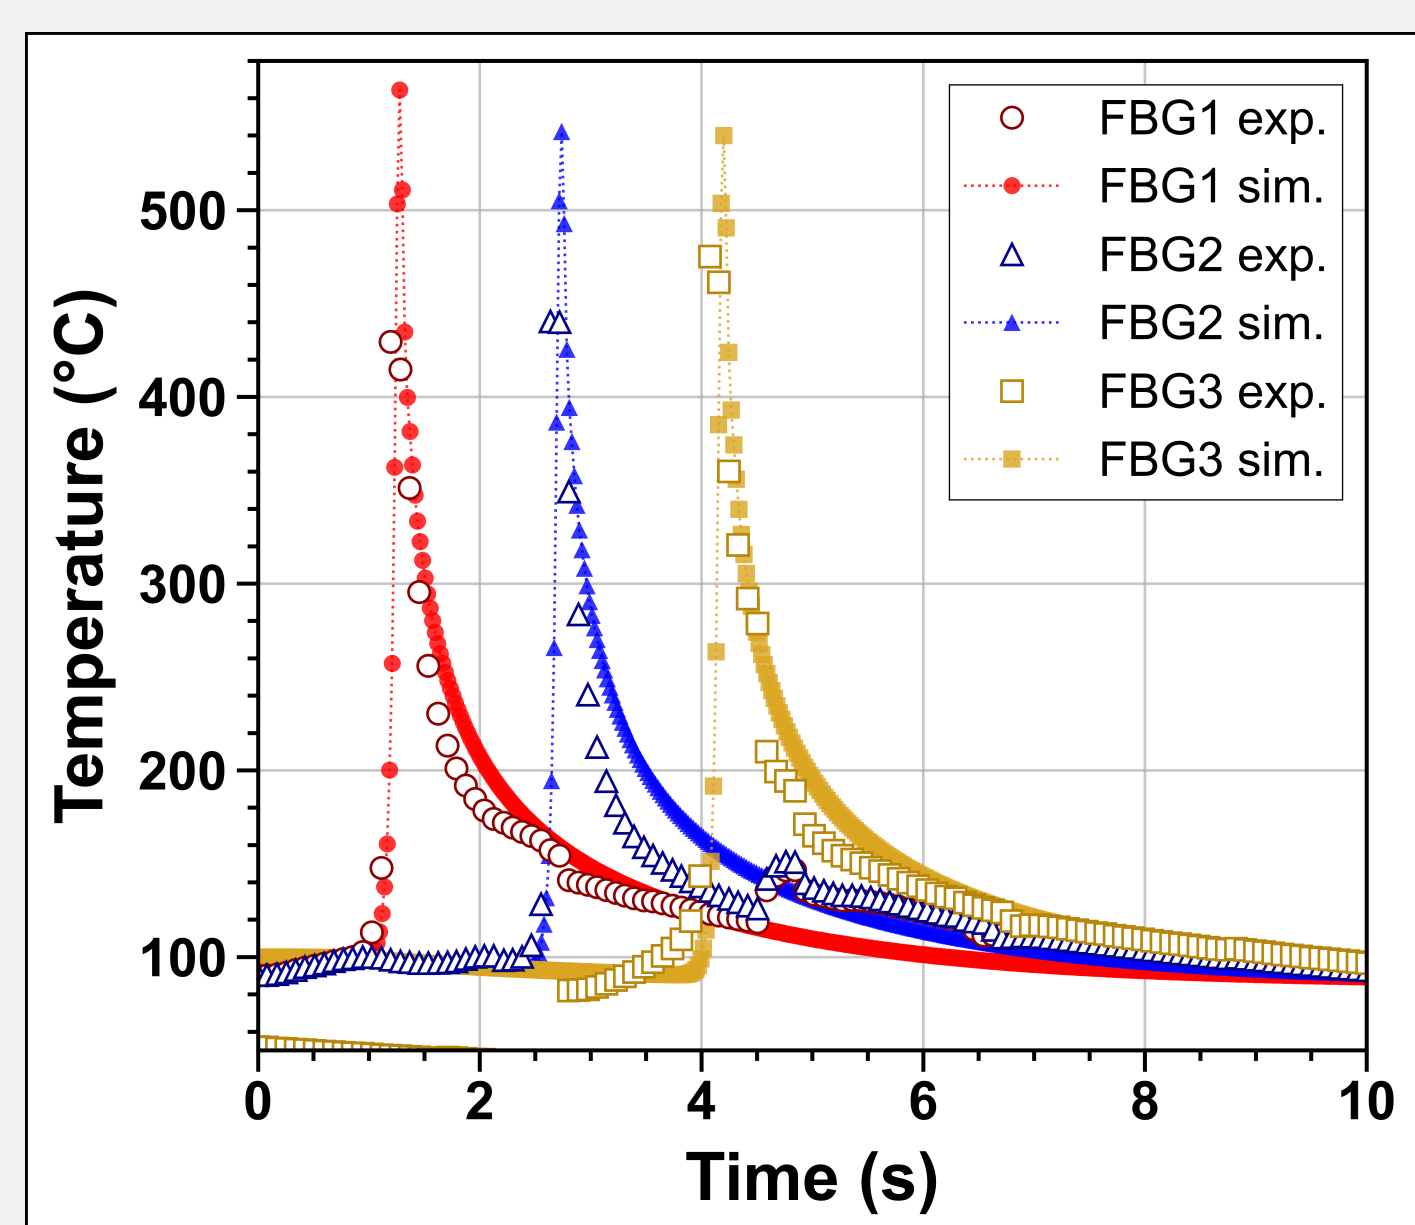 FBG1 exp.
FBG1 sim.
FBG2 exp.
FBG2 sim.
FBG3 exp.
FBG3 sim.
500
400
300
200
100
Temperature (°C)
0 2 4 6 8 10
Time (s)